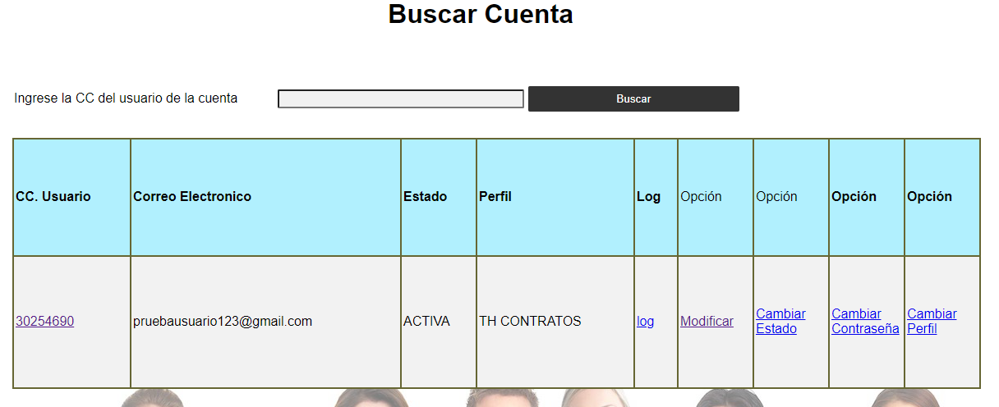 Buscar Cuenta
Ingrese la CC del usuario de la cuenta Buscar
CC. Usuario Correo Electronico Estado Perfil Log Opción Opción Opción Opción
30254690 pruebausuario123@gmail.com ACTIVA TH CONTRATOS log Modificar Cambiar Estado Cambiar Contraseña Cambiar Perfil